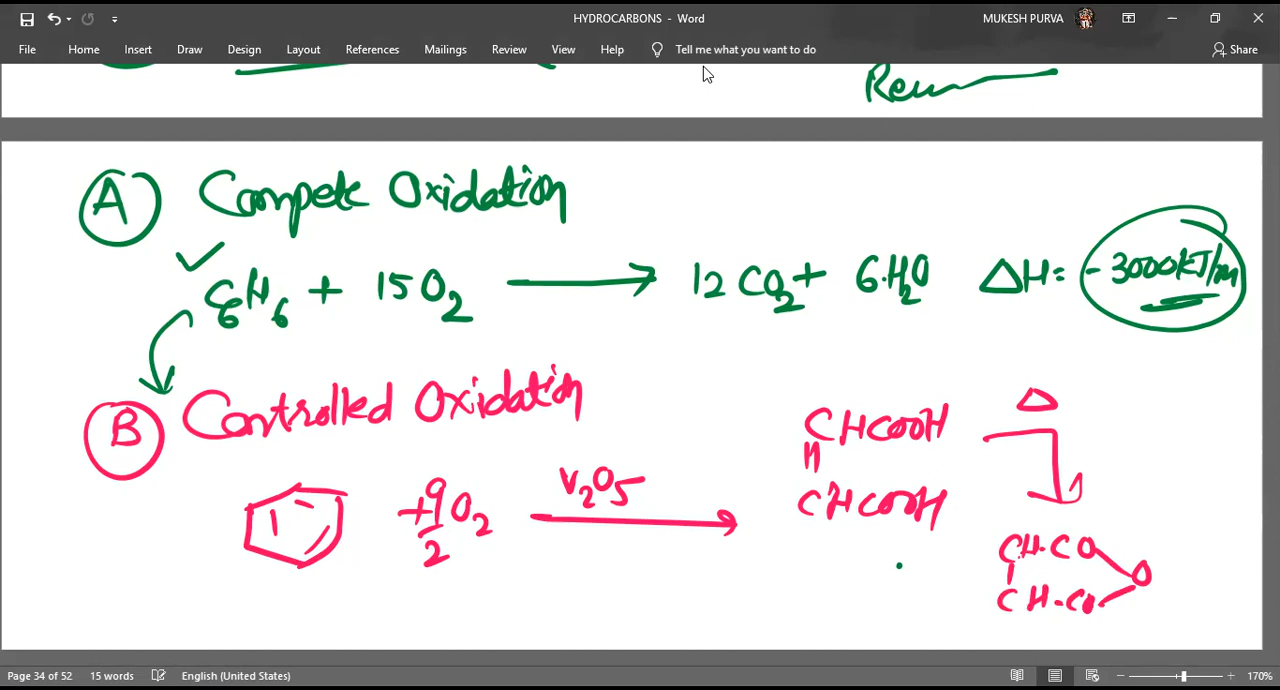 HYDROCARBONS - Word
MUKESH PURVA
File Home Insert Draw Design Layout References Mailings Review View Help Tell me what you want to do Share
A Compete Oxidation
C6H6 + 15O2 → 12CO2 + 6.H2O ΔH = -3000kJ/m
B Controlled Oxidation
CHCOOH Δ
+ 9/2 O2 V2O5 →
CHCOOH
CH.CO
O
CH-CO
Page 34 of 52 15 words English (United States) 170%